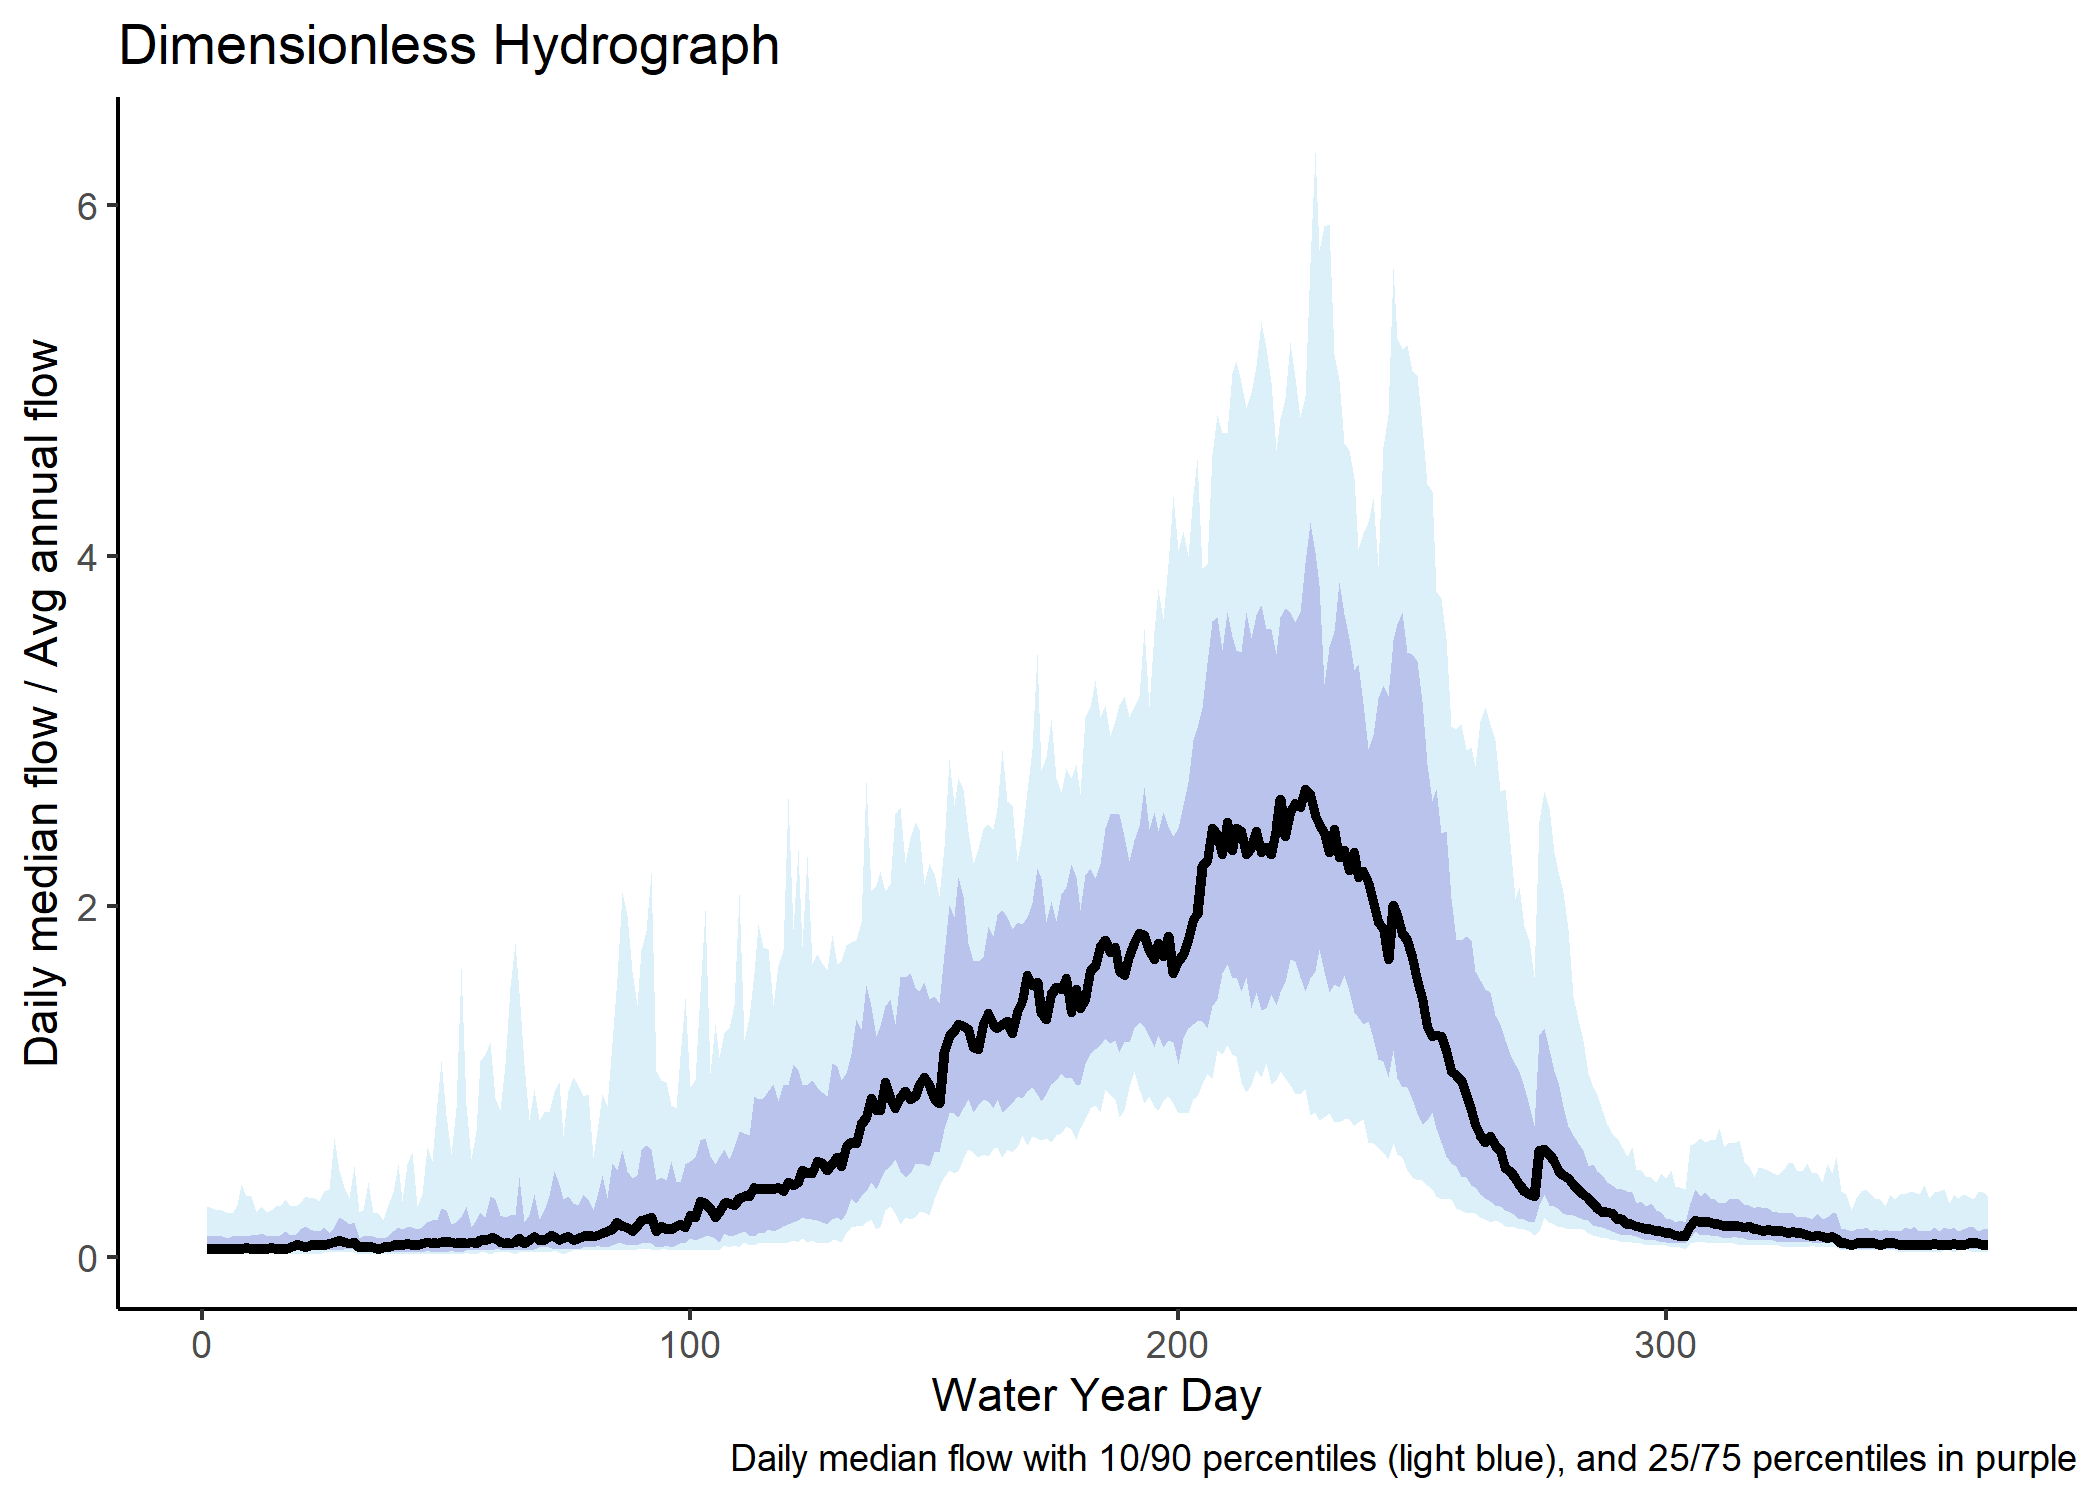 Dimensionless Hydrograph
Daily median flow / Avg annual flow
6
4
2
0
0 100 200 300
Water Year Day
Daily median flow with 10/90 percentiles (light blue), and 25/75 percentiles in purple